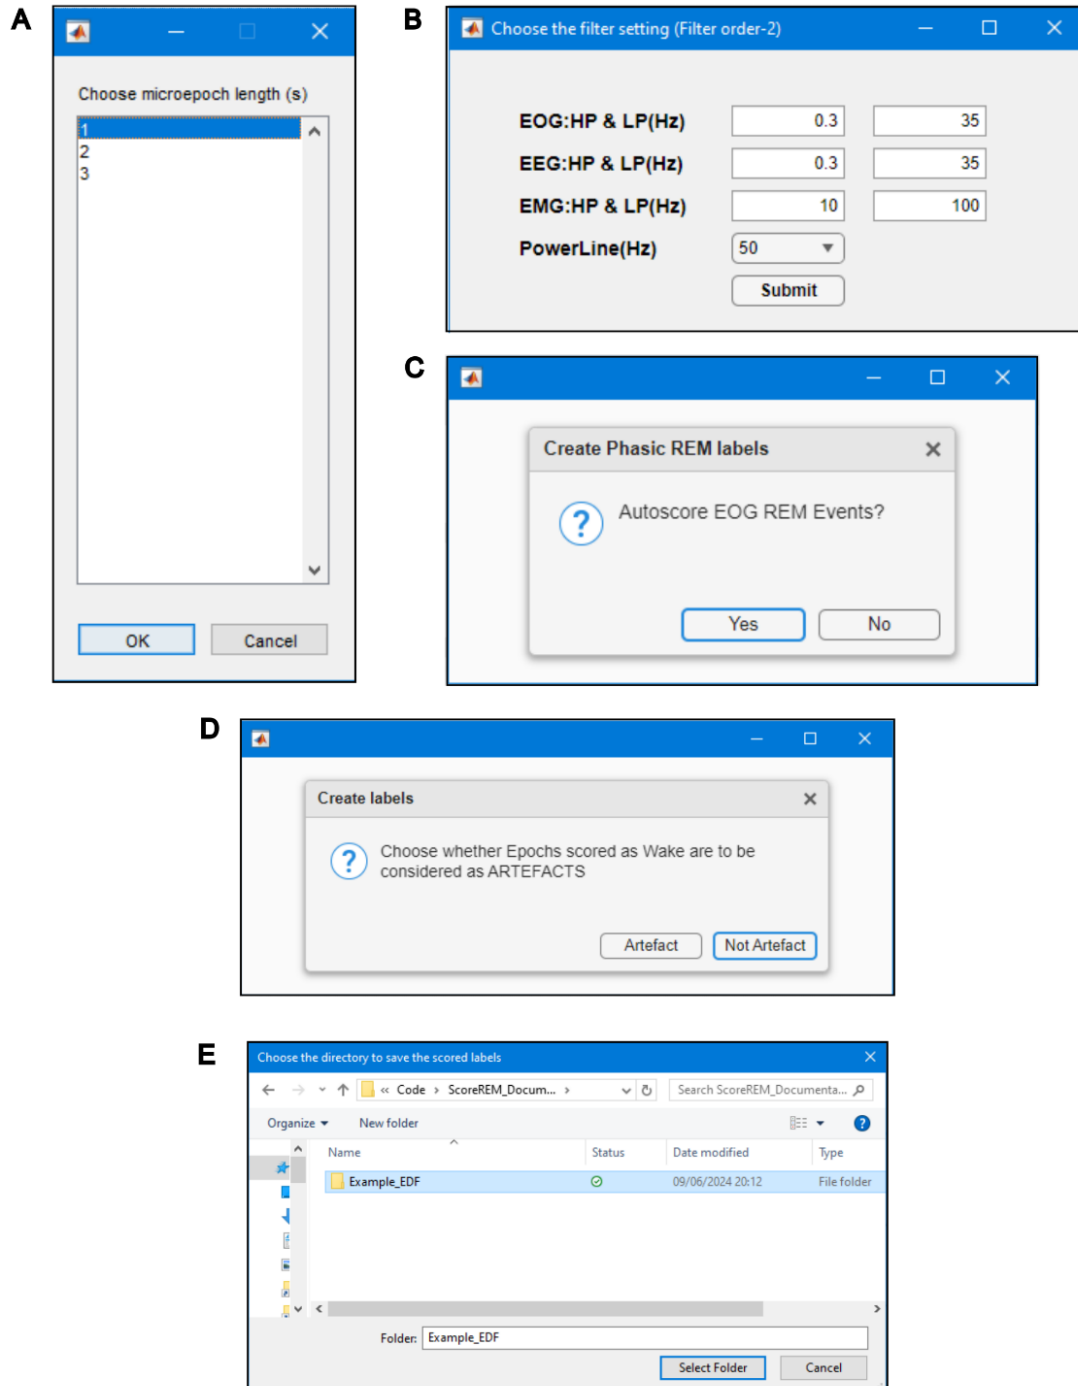 A
Choose microepoch length (s)
1
2
3
OK Cancel
B
Choose the filter setting (Filter order-2)
EOG:HP & LP(Hz) 0.3 35
EEG:HP & LP(Hz) 0.3 35
EMG:HP & LP(Hz) 10 100
PowerLine(Hz) 50
Submit
C
Create Phasic REM labels
Autoscore EOG REM Events?
Yes No
D
Create labels
Choose whether Epochs scored as Wake are to be
considered as ARTEFACTS
Artefact Not Artefact
E
Choose the directory to save the scored labels
« Code › ScoreREM_Docum... › Search ScoreREM_Documenta...
Organize New folder
Name Status Date modified Type
Example_EDF 09/06/2024 20:12 File folder
Folder: Example_EDF
Select Folder Cancel